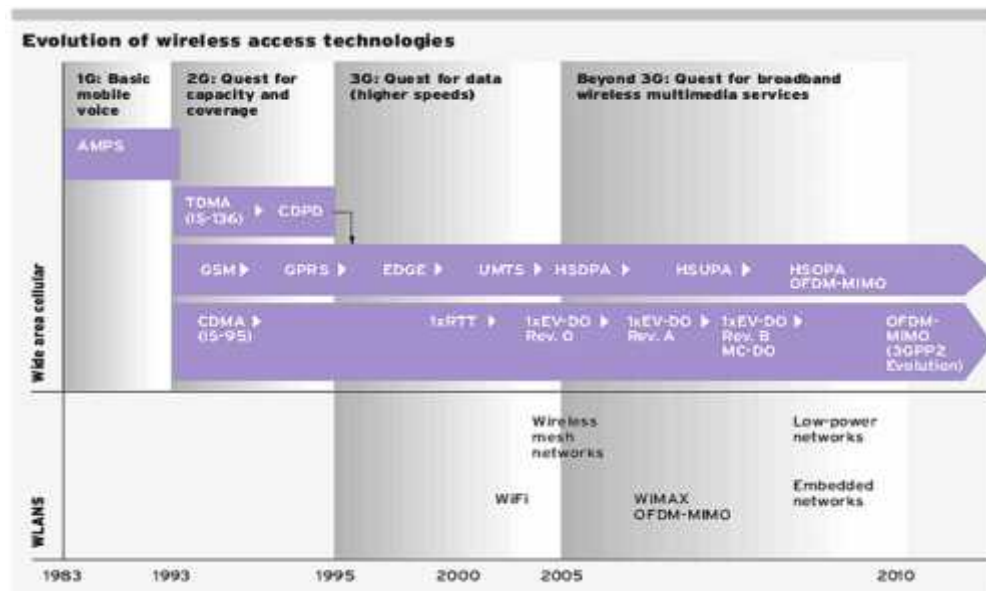 Evolution of wireless access technologies
1G: Basic
mobile
voice
2G: Quest for
capacity and
coverage
3G: Quest for data
(higher speeds)
Beyond 3G: Quest for broadband
wireless multimedia services
AMPS
TDMA
(IS-136)
CDPD
GSM
GPRS
EDGE
UMTS
HSDPA
HSUPA
HSOPA
OFDM-MIMO
CDMA
(IS-95)
1xRTT
1xEV-DO
Rev. 0
1xEV-DO
Rev. A
1xEV-DO
Rev. B
MC-DO
OFDM-
MIMO
(3GPP2
Evolution)
Wide area cellular
Wireless
mesh
networks
Low-power
networks
WiFi
WiMAX
OFDM-MIMO
Embedded
networks
WLANS
1983
1993
1995
2000
2005
2010